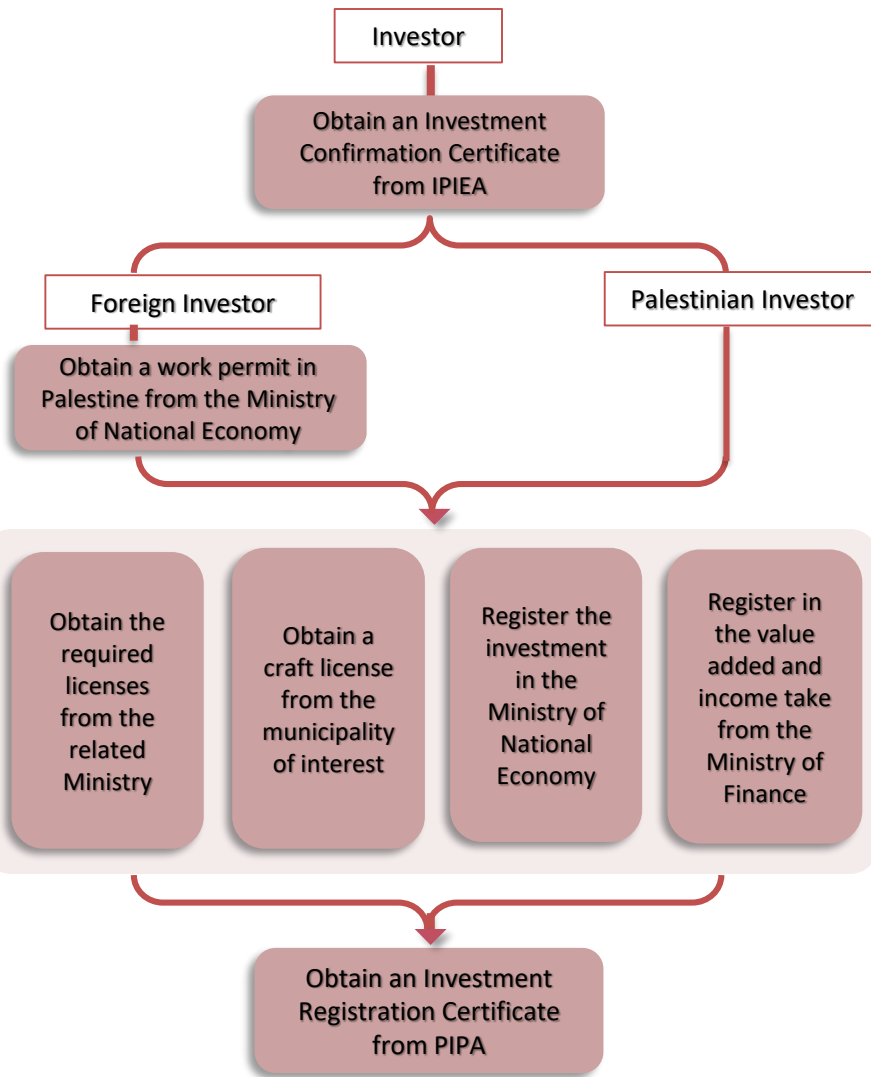 Investor
Obtain an Investment
Confirmation Certificate
from IPIEA
Foreign Investor
Palestinian Investor
Obtain a work permit in
Palestine from the Ministry
of National Economy
Obtain the
required
licenses
from the
related
Ministry
Obtain a
craft license
from the
municipality
of interest
Register the
investment
in the
Ministry of
National
Economy
Register in
the value
added and
income take
from the
Ministry of
Finance
Obtain an Investment
Registration Certificate
from PIPA